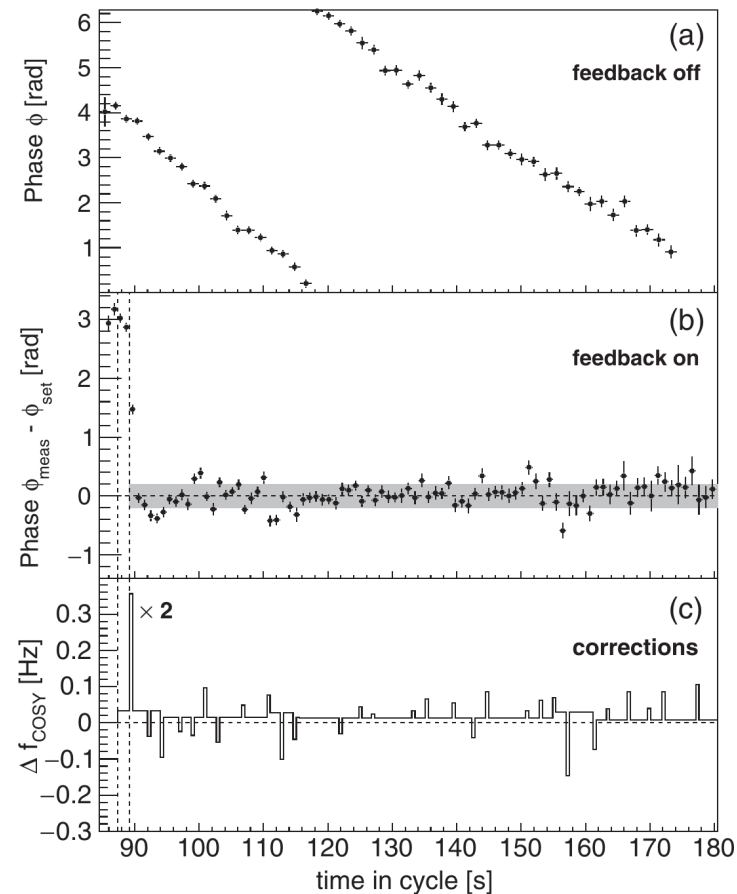 (a)
feedback off
Phase ϕ [rad]
6
5
4
3
2
1
(b)
feedback on
Phase ϕmeas - ϕset [rad]
3
2
1
0
−1
(c)
× 2
corrections
Δ fCOSY [Hz]
0.3
0.2
0.1
0
−0.1
−0.2
−0.3
90 100 110 120 130 140 150 160 170 180
time in cycle [s]